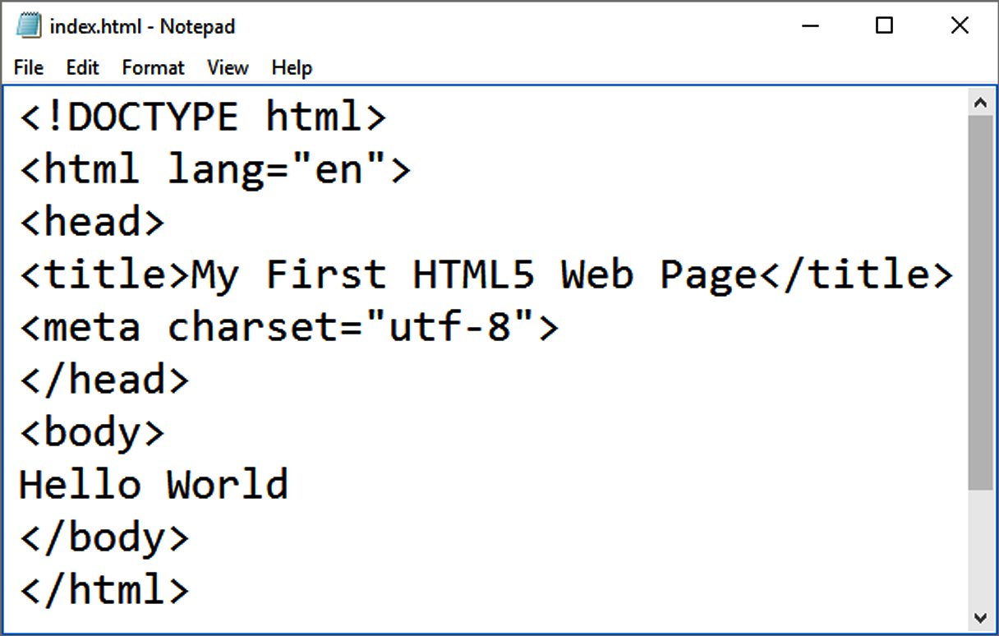 index.html - Notepad
File Edit Format View Help
<!DOCTYPE html>
<html lang="en">
<head>
<title>My First HTML5 Web Page</title>
<meta charset="utf-8">
</head>
<body>
Hello World
</body>
</html>